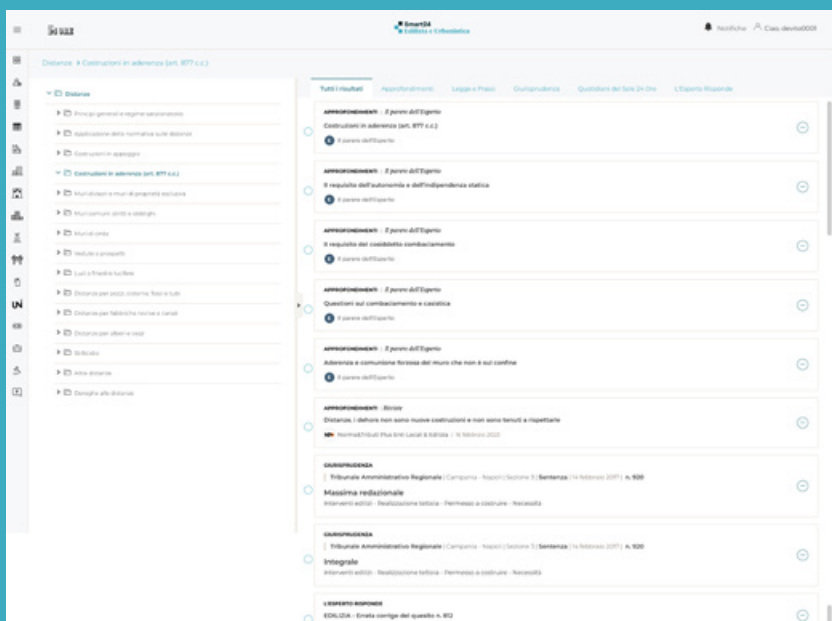 Smart24
Edilizia e Urbanistica
Notifiche
Ciao, devito0001
Distanze
Costruzioni in aderenza (art. 877 c.c.)
Distanze
Principi generali e regime sanzionatorio
Applicazione della normativa sulle distanze
Costruzioni in appoggio
Costruzioni in aderenza (art. 877 c.c.)
Muri divisori e muri di proprietà esclusiva
Muri comuni: diritti e obblighi
Muri di cinta
Vedute e prospetti
Luci o finestre lucifere
Distanze per pozzi, cisterne, fossi e tubi
Distanze per fabbriche nocive e canali
Distanze per alberi e siepi
Stillicidio
Altre distanze
Deroghe alle distanze
Tutti i risultati
Approfondimenti
Legge e Prassi
Giurisprudenza
Quotidiani del Sole 24 Ore
L'Esperto Risponde
APPROFONDIMENTI | Il parere dell'Esperto
Costruzioni in aderenza (art. 877 c.c.)
E Il parere dell'Esperto
APPROFONDIMENTI | Il parere dell'Esperto
Il requisito dell'autonomia e dell'indipendenza statica
E Il parere dell'Esperto
APPROFONDIMENTI | Il parere dell'Esperto
Il requisito del cosiddetto combaciamento
E Il parere dell'Esperto
APPROFONDIMENTI | Il parere dell'Esperto
Questioni sul combaciamento e casistica
E Il parere dell'Esperto
APPROFONDIMENTI | Il parere dell'Esperto
Aderenza e comunione forzosa del muro che non è sul confine
E Il parere dell'Esperto
APPROFONDIMENTI | Riviste
Distanze, i dehors non sono nuove costruzioni e non sono tenuti a rispettarle
Norme&Tributi Plus Enti Locali & Edilizia | 16 febbraio 2023
GIURISPRUDENZA
Tribunale Amministrativo Regionale | Campania - Napoli | Sezione 3 | Sentenza | 14 febbraio 2017 | n. 920
Massima redazionale
Interventi edilizi - Realizzazione tettoia - Permesso a costruire - Necessità
GIURISPRUDENZA
Tribunale Amministrativo Regionale | Campania - Napoli | Sezione 3 | Sentenza | 14 febbraio 2017 | n. 920
Integrale
Interventi edilizi - Realizzazione tettoia - Permesso a costruire - Necessità
L'ESPERTO RISPONDE
EDILIZIA - Errata corrige del quesito n. 812